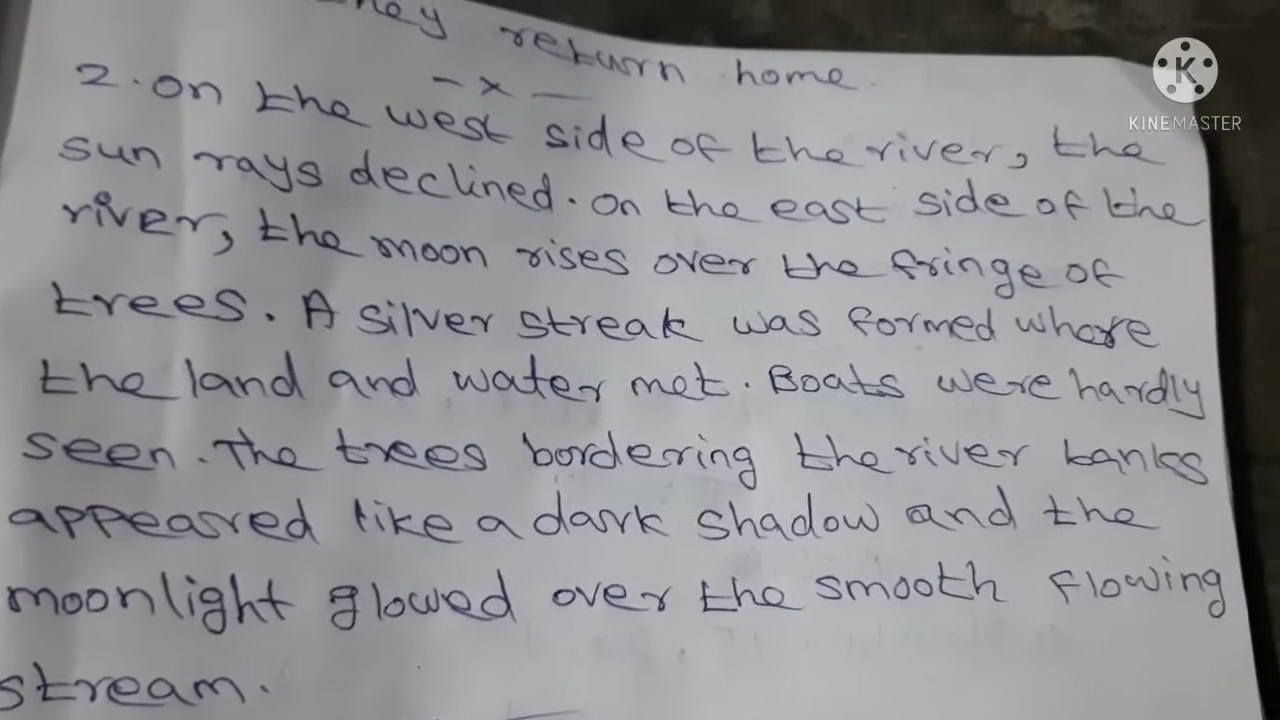 return home.
- x -
2. on the west side of the river, the
sun rays declined. on the east side of the
river, the moon rises over the fringe of
trees. A silver streak was formed where
the land and water met. Boats were hardly
seen. The trees bordering the river banks
appeared like a dark shadow and the
moonlight glowed over the smooth flowing
stream.
KINEMASTER